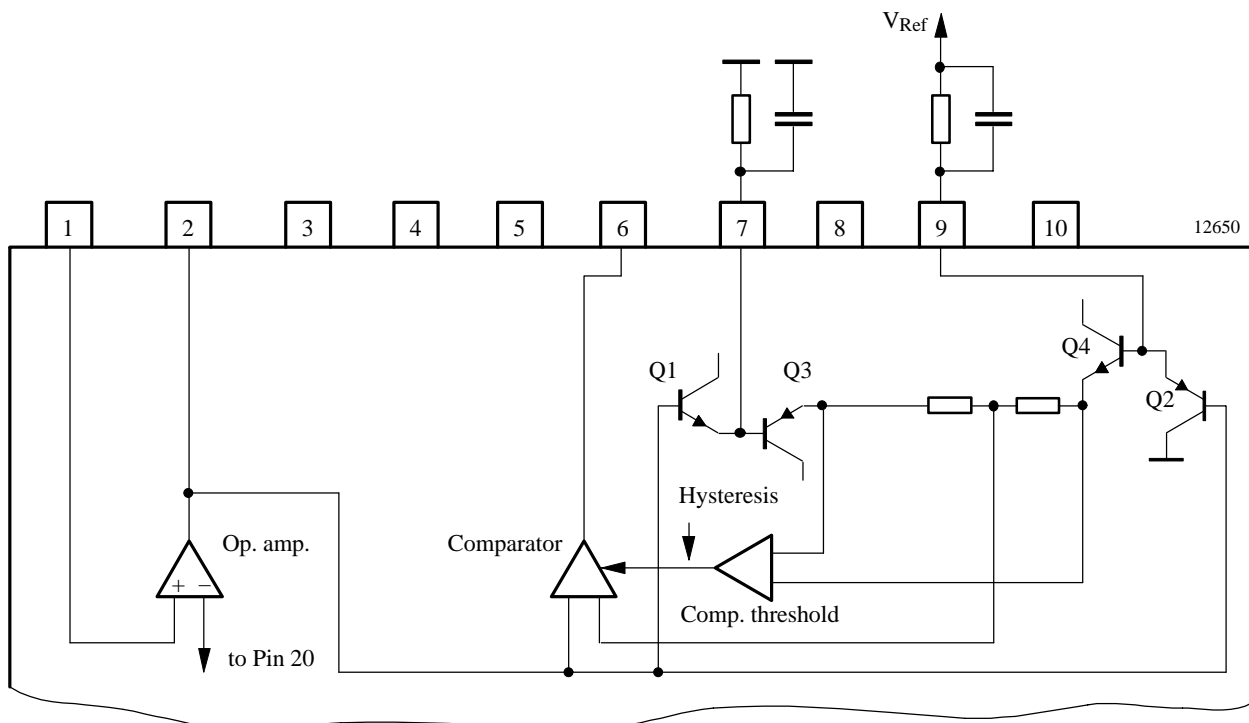 VRef
1
2
3
4
5
6
7
8
9
10
12650
Q4
Q1
Q3
Q2
Hysteresis
Op. amp.
Comparator
+ −
Comp. threshold
to Pin 20